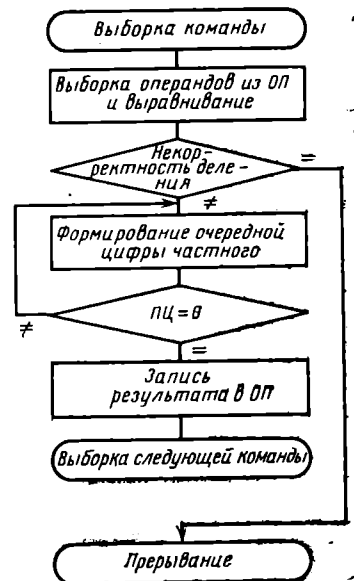 Выборка команды
Выборка операндов из ОП
и выравнивание
Некор-
ректность деле-
ния
=
≠
Формирование очередной
цифры частного
ПЦ=0
≠
=
Запись
результата в ОП
Выборка следующей команды
Прерывание